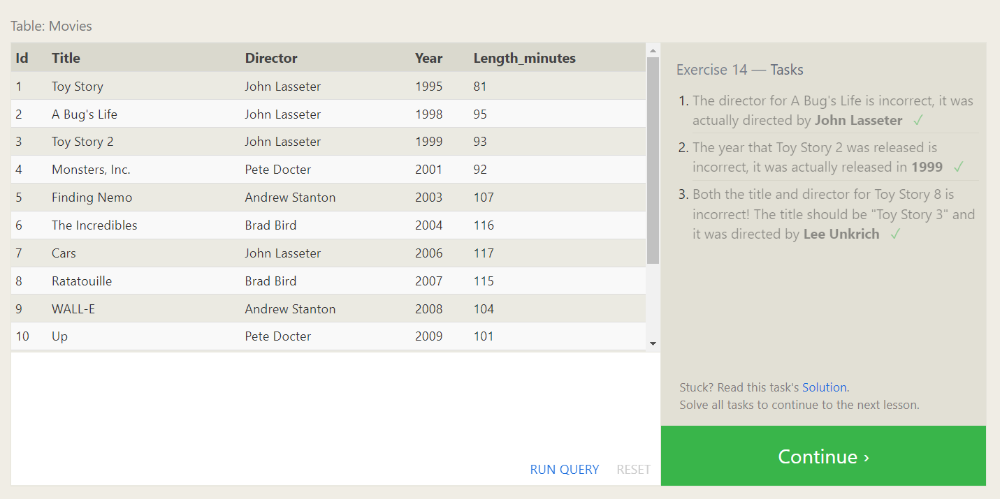 Table: Movies
Id Title Director Year Length_minutes
1 Toy Story John Lasseter 1995 81
2 A Bug's Life John Lasseter 1998 95
3 Toy Story 2 John Lasseter 1999 93
4 Monsters, Inc. Pete Docter 2001 92
5 Finding Nemo Andrew Stanton 2003 107
6 The Incredibles Brad Bird 2004 116
7 Cars John Lasseter 2006 117
8 Ratatouille Brad Bird 2007 115
9 WALL-E Andrew Stanton 2008 104
10 Up Pete Docter 2009 101
RUN QUERY RESET
Exercise 14 — Tasks
1. The director for A Bug's Life is incorrect, it was
actually directed by John Lasseter ✓
2. The year that Toy Story 2 was released is
incorrect, it was actually released in 1999 ✓
3. Both the title and director for Toy Story 8 is
incorrect! The title should be "Toy Story 3" and
it was directed by Lee Unkrich ✓
Stuck? Read this task's Solution.
Solve all tasks to continue to the next lesson.
Continue ›